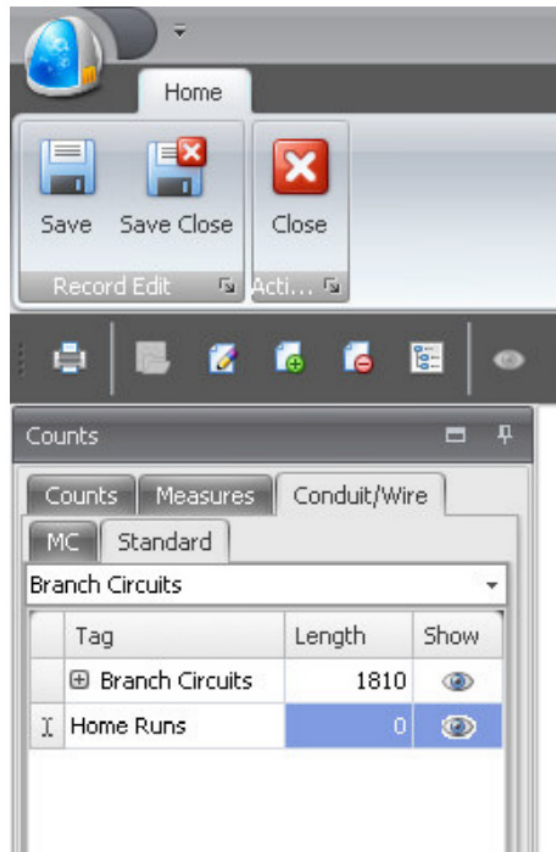 Home
Save Save Close Close
Record Edit Acti...
Counts
Counts Measures Conduit/Wire
MC Standard
Branch Circuits
Tag Length Show
Branch Circuits 1810
Home Runs 0